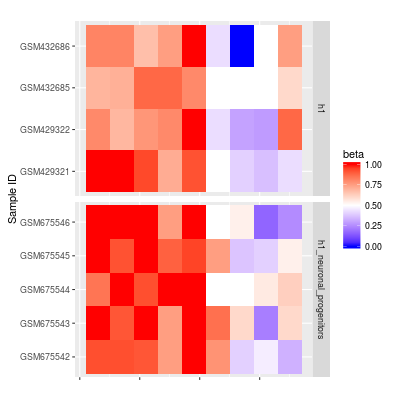 Sample ID
GSM432686
GSM432685
GSM429322
GSM429321
h1
GSM675546
GSM675545
GSM675544
GSM675543
GSM675542
h1_neuronal_progenitors
beta
1.00
0.75
0.50
0.25
0.00